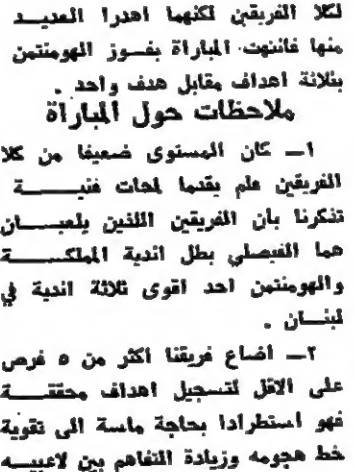 لكلا الفريقين لكنهما اهدرا العديد
منها فانتهت المباراة بفوز الهومنتمن
بثلاثة اهداف مقابل هدف واحد .
ملاحظات حول المباراة
١ـ كان المستوى ضعيفا من كلا
الفريقين علم يقدما لمحات فنية
تذكرنا بان الفريقين اللذين يلعبان
هما الفيصلي بطل اندية المملكة
والهومنتمن احد اقوى ثلاثة اندية في
لبنان .
٢ـ اضاع فريقنا اكثر من ٥ فرص
على الاقل لتسجيل اهداف محققة
فهو استطرادا بحاجة ماسة الى تقوية
خط هجومه وزيادة التفاهم بين لاعبيه